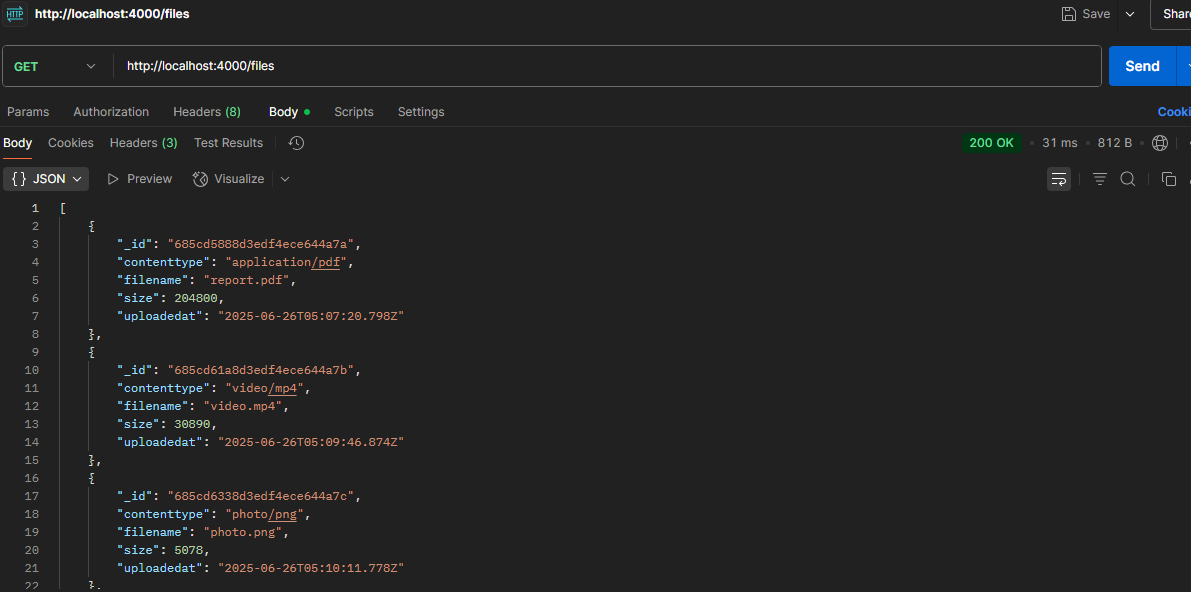 HTTP http://localhost:4000/files Save Share
GET http://localhost:4000/files Send
Params Authorization Headers (8) Body Scripts Settings Cooki
Body Cookies Headers (3) Test Results 200 OK 31 ms 812 B
{} JSON Preview Visualize
1 [
2 {
3 "_id": "685cd5888d3edf4ece644a7a",
4 "contenttype": "application/pdf",
5 "filename": "report.pdf",
6 "size": 204800,
7 "uploadedat": "2025-06-26T05:07:20.798Z"
8 },
9 {
10 "_id": "685cd61a8d3edf4ece644a7b",
11 "contenttype": "video/mp4",
12 "filename": "video.mp4",
13 "size": 30890,
14 "uploadedat": "2025-06-26T05:09:46.874Z"
15 },
16 {
17 "_id": "685cd6338d3edf4ece644a7c",
18 "contenttype": "photo/png",
19 "filename": "photo.png",
20 "size": 5078,
21 "uploadedat": "2025-06-26T05:10:11.778Z"
22 },